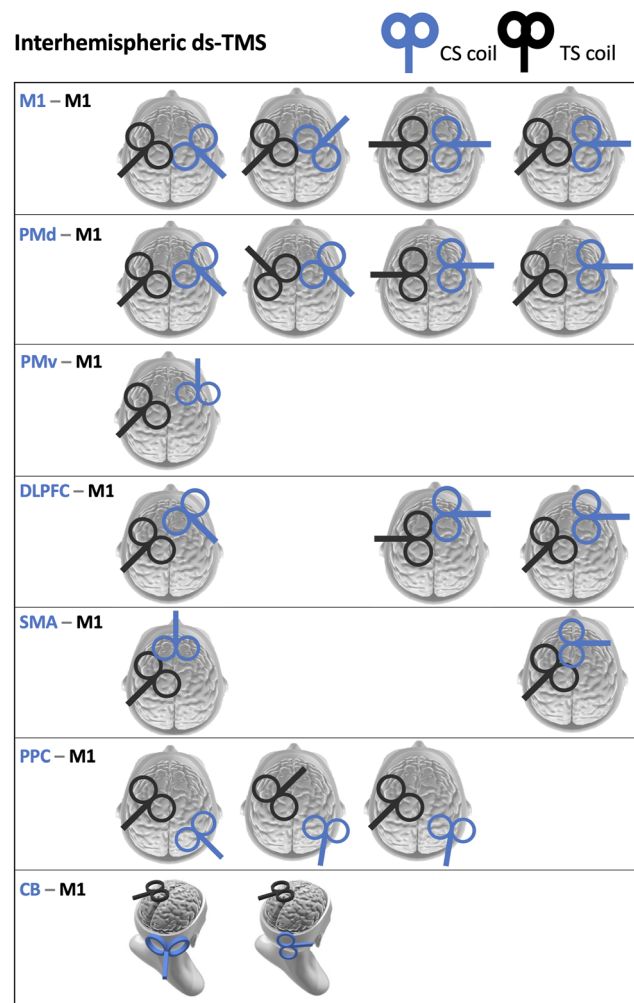 Interhemispheric ds-TMS
CS coil
TS coil
M1 – M1
PMd – M1
PMv – M1
DLPFC – M1
SMA – M1
PPC – M1
CB – M1